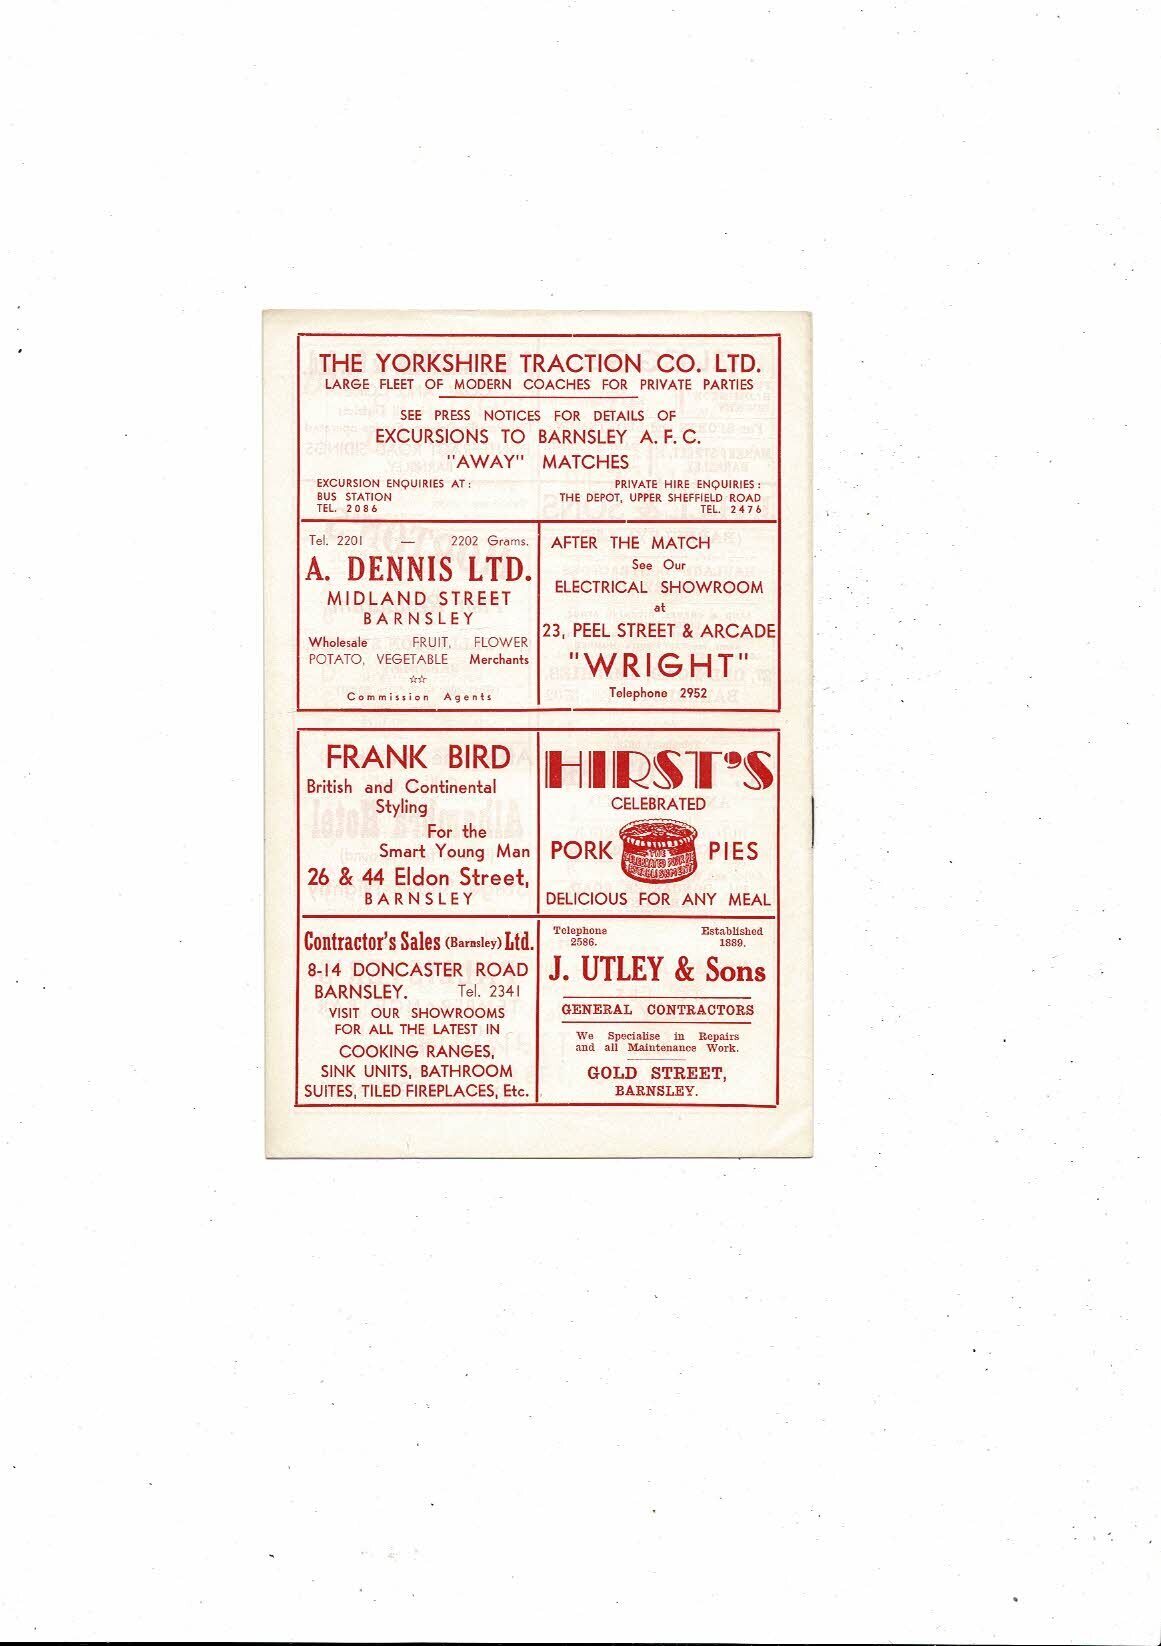 THE YORKSHIRE TRACTION CO. LTD.
LARGE FLEET OF MODERN COACHES FOR PRIVATE PARTIES
SEE PRESS NOTICES FOR DETAILS OF
EXCURSIONS TO BARNSLEY A. F. C.
"AWAY" MATCHES
EXCURSION ENQUIRIES AT:
BUS STATION
TEL. 2086
PRIVATE HIRE ENQUIRIES:
THE DEPOT, UPPER SHEFFIELD ROAD
TEL. 2476
Tel. 2201 — 2202 Grams.
A. DENNIS LTD.
MIDLAND STREET
BARNSLEY
Wholesale FRUIT, FLOWER
POTATO, VEGETABLE Merchants
☆☆
Commission Agents
AFTER THE MATCH
See Our
ELECTRICAL SHOWROOM
at
23, PEEL STREET & ARCADE
"WRIGHT"
Telephone 2952
FRANK BIRD
British and Continental
Styling
For the
Smart Young Man
26 & 44 Eldon Street,
BARNSLEY
HIRST'S
CELEBRATED
PORK PIES
THE
CELEBRATED PORK PIE
ESTABLISHMENT
DELICIOUS FOR ANY MEAL
Contractor's Sales (Barnsley) Ltd.
8-14 DONCASTER ROAD
BARNSLEY. Tel. 2341
VISIT OUR SHOWROOMS
FOR ALL THE LATEST IN
COOKING RANGES,
SINK UNITS, BATHROOM
SUITES, TILED FIREPLACES, Etc.
Telephone
2586.
Established
1889.
J. UTLEY & Sons
GENERAL CONTRACTORS
We Specialise in Repairs
and all Maintenance Work.
GOLD STREET,
BARNSLEY.